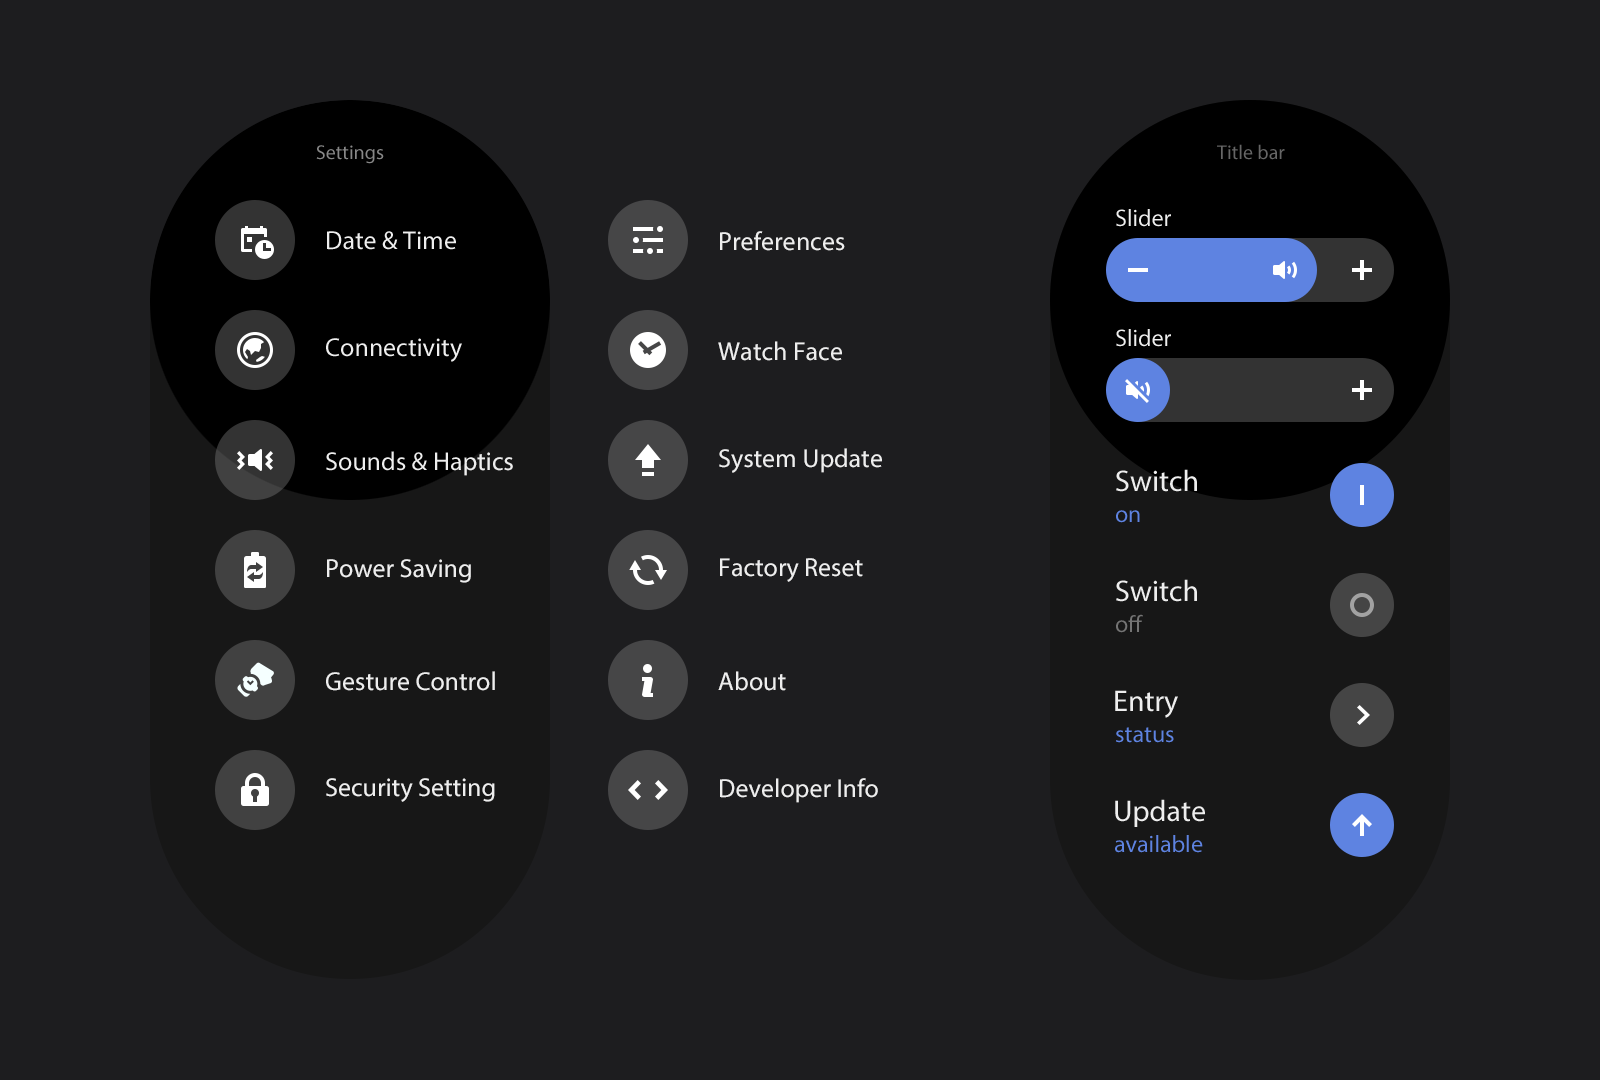 Settings
Date & Time
Connectivity
Sounds & Haptics
Power Saving
Gesture Control
Security Setting
Preferences
Watch Face
System Update
Factory Reset
About
Developer Info
Title bar
Slider
Slider
Switch
on
Switch
off
Entry
status
Update
available